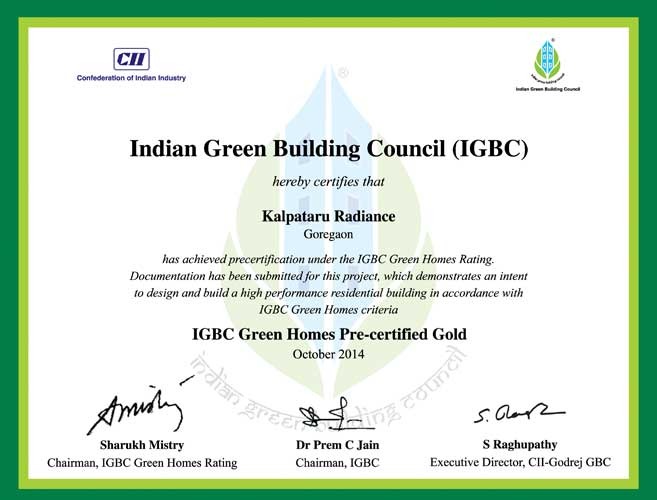 CII
Confederation of Indian Industry
®
Indian Green Building Council
®
Indian Green Building Council (IGBC)
hereby certifies that
Kalpataru Radiance
Goregaon
has achieved precertification under the IGBC Green Homes Rating.
Documentation has been submitted for this project, which demonstrates an intent
to design and build a high performance residential building in accordance with
IGBC Green Homes criteria
IGBC Green Homes Pre-certified Gold
October 2014
indian green building council
Sharukh Mistry
Chairman, IGBC Green Homes Rating
Dr Prem C Jain
Chairman, IGBC
S Raghupathy
Executive Director, CII-Godrej GBC